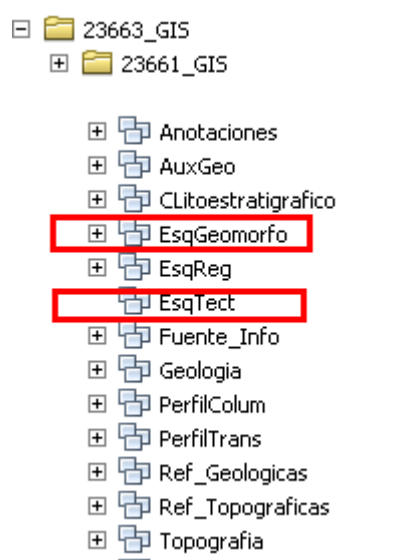 23663_GIS
23661_GIS
Anotaciones
AuxGeo
CLitoestratigrafico
EsqGeomorfo
EsqReg
EsqTect
Fuente_Info
Geologia
PerfilColum
PerfilTrans
Ref_Geologicas
Ref_Topograficas
Topografia